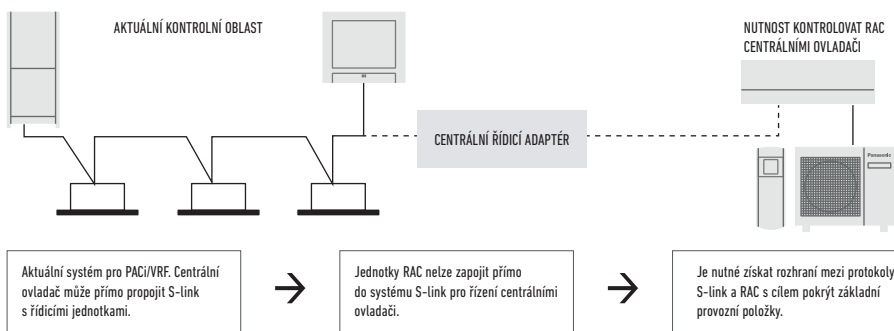 AKTUÁLNÍ KONTROLNÍ OBLAST
NUTNOST KONTROLOVAT RAC
CENTRÁLNÍMI OVLADAČI
CENTRÁLNÍ ŘÍDICÍ ADAPTÉR
Panasonic
Aktuální systém pro PACi/VRF. Centrální
ovladač může přímo propojit S-link
s řídicími jednotkami.
Jednotky RAC nelze zapojit přímo
do systému S-link pro řízení centrálními
ovladači.
Je nutné získat rozhraní mezi protokoly
S-link a RAC s cílem pokrýt základní
provozní položky.